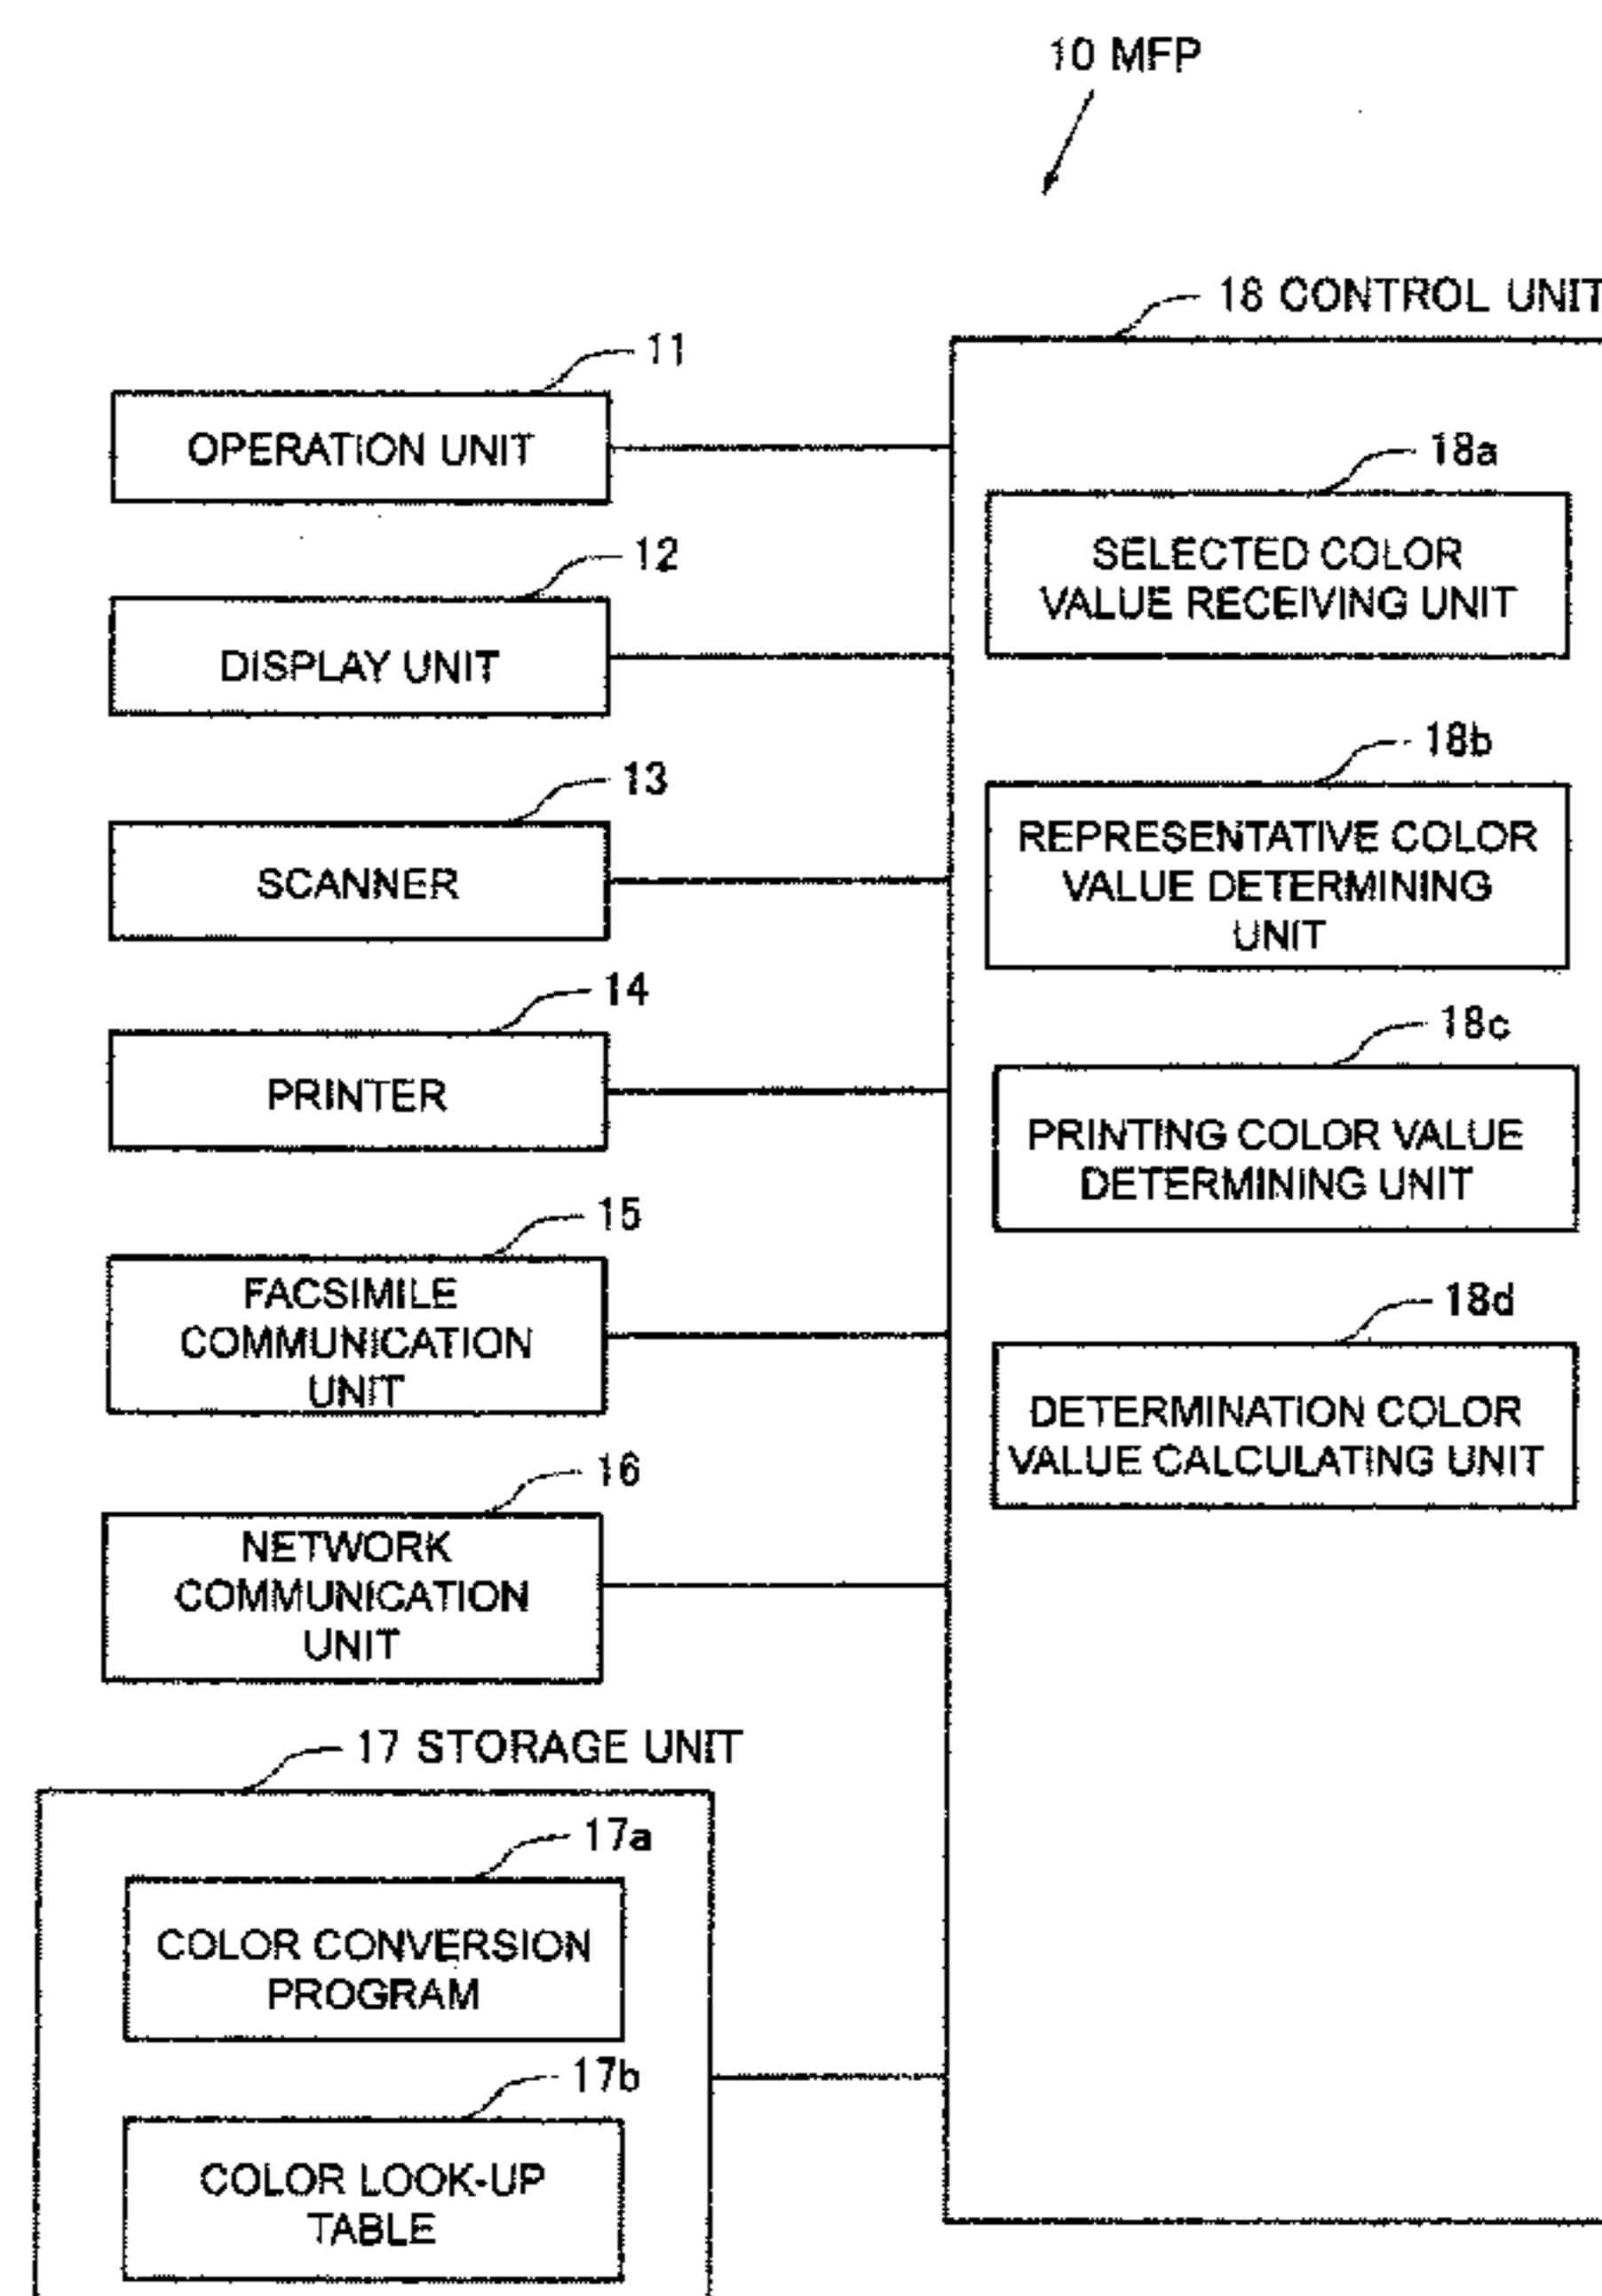 10 MFP
18 CONTROL UNIT
11
OPERATION UNIT
12
DISPLAY UNIT
13
SCANNER
14
PRINTER
15
FACSIMILE
COMMUNICATION
UNIT
16
NETWORK
COMMUNICATION
UNIT
17 STORAGE UNIT
17a
COLOR CONVERSION
PROGRAM
17b
COLOR LOOK-UP
TABLE
18a
SELECTED COLOR
VALUE RECEIVING UNIT
18b
REPRESENTATIVE COLOR
VALUE DETERMINING
UNIT
18c
PRINTING COLOR VALUE
DETERMINING UNIT
18d
DETERMINATION COLOR
VALUE CALCULATING UNIT